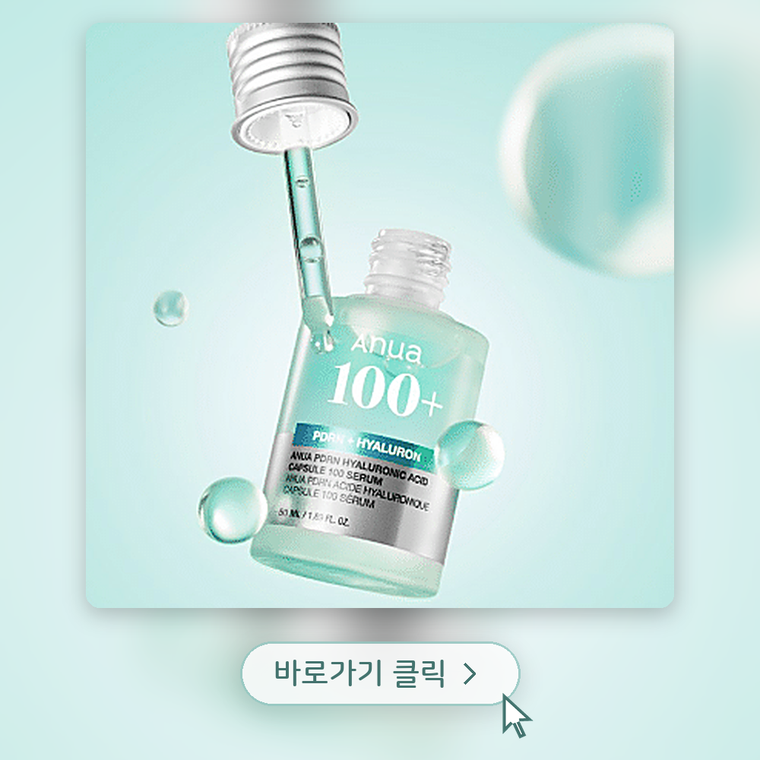 Anua
100+
PDRN + HYALURON
ANUA PDRN HYALURONIC ACID
CAPSULE 100 SERUM
ANUA PDRN ACIDE HYALURONIQUE
CAPSULE 100 SÉRUM
50 ML / 1.69 FL. OZ.
바로가기 클릭 >